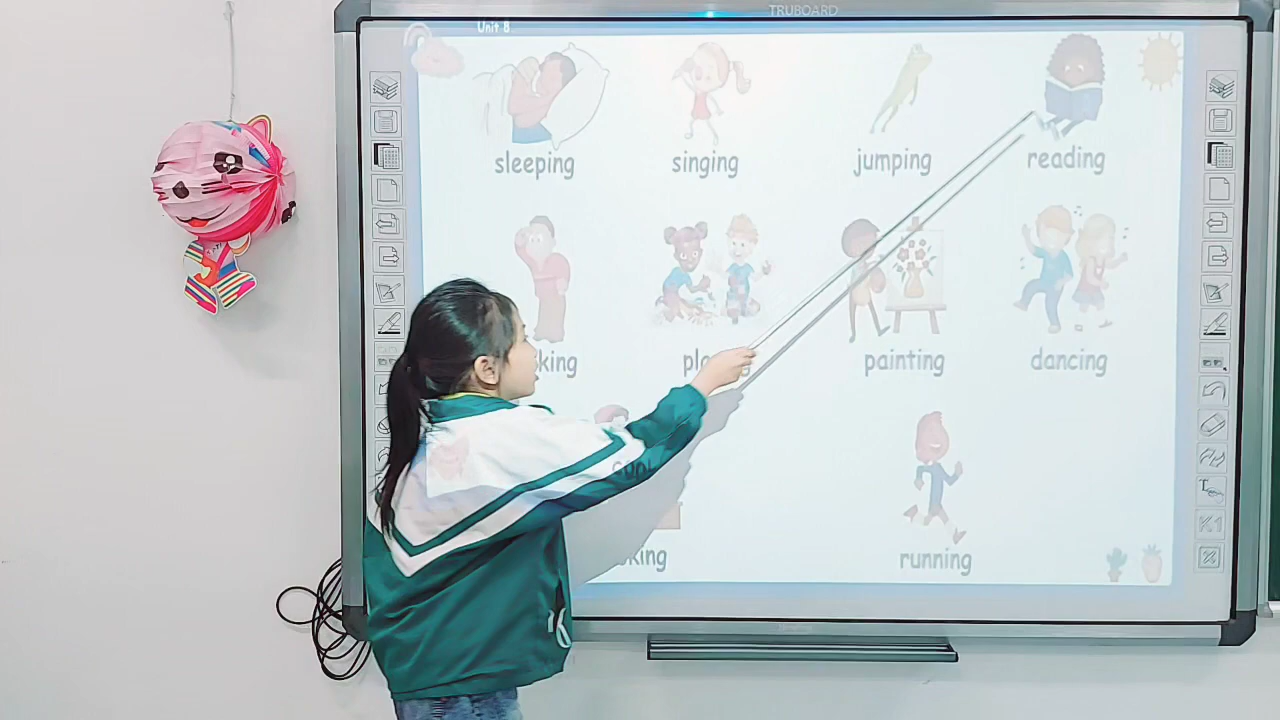 TRUBOARD
Unit 8
sleeping singing jumping reading
painting dancing
running